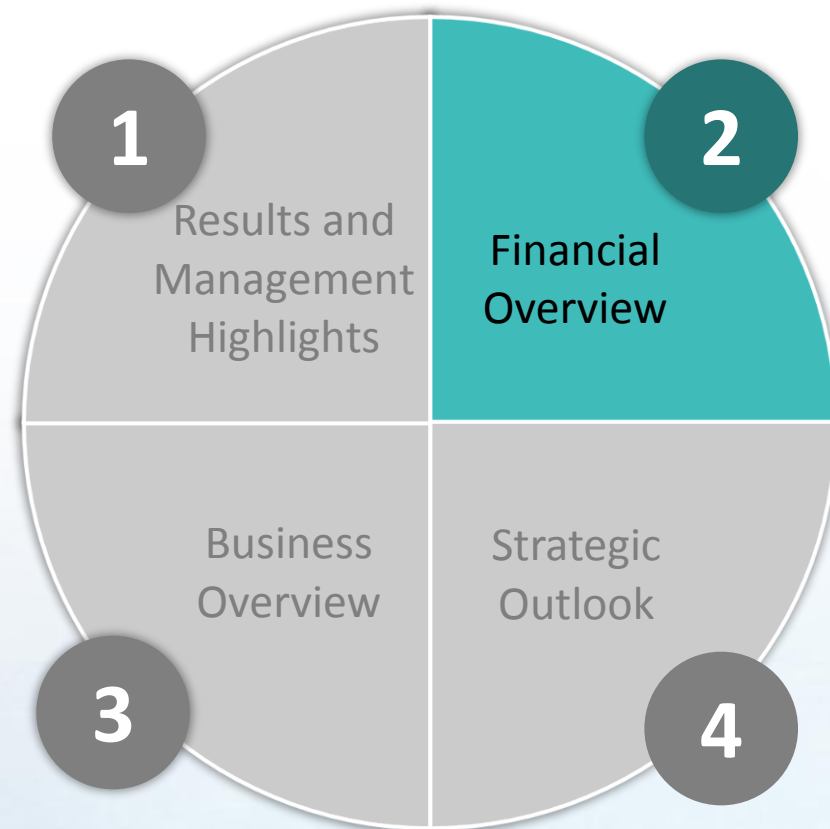 1
Results and
Management
Highlights
2
Financial
Overview
3
Business
Overview
4
Strategic
Outlook